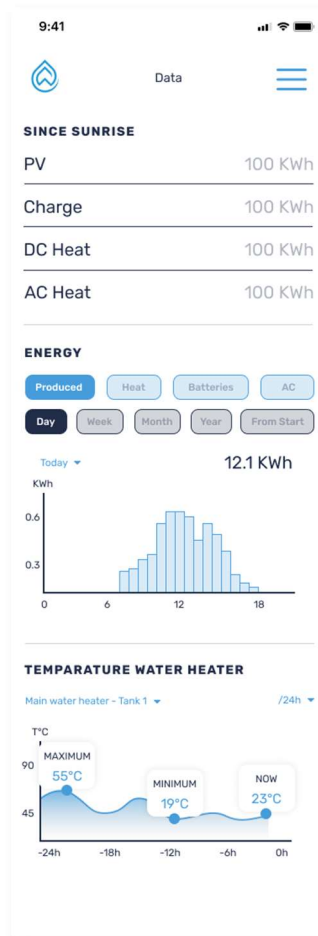 9:41
Data
SINCE SUNRISE
PV 100 KWh
Charge 100 KWh
DC Heat 100 KWh
AC Heat 100 KWh
ENERGY
Produced Heat Batteries AC
Day Week Month Year From Start
Today 12.1 KWh
KWh
0.6
0.3
0 6 12 18
TEMPARATURE WATER HEATER
Main water heater - Tank 1 /24h
T°C
90
MAXIMUM
55°C
MINIMUM
19°C
NOW
23°C
45
-24h -18h -12h -6h 0h